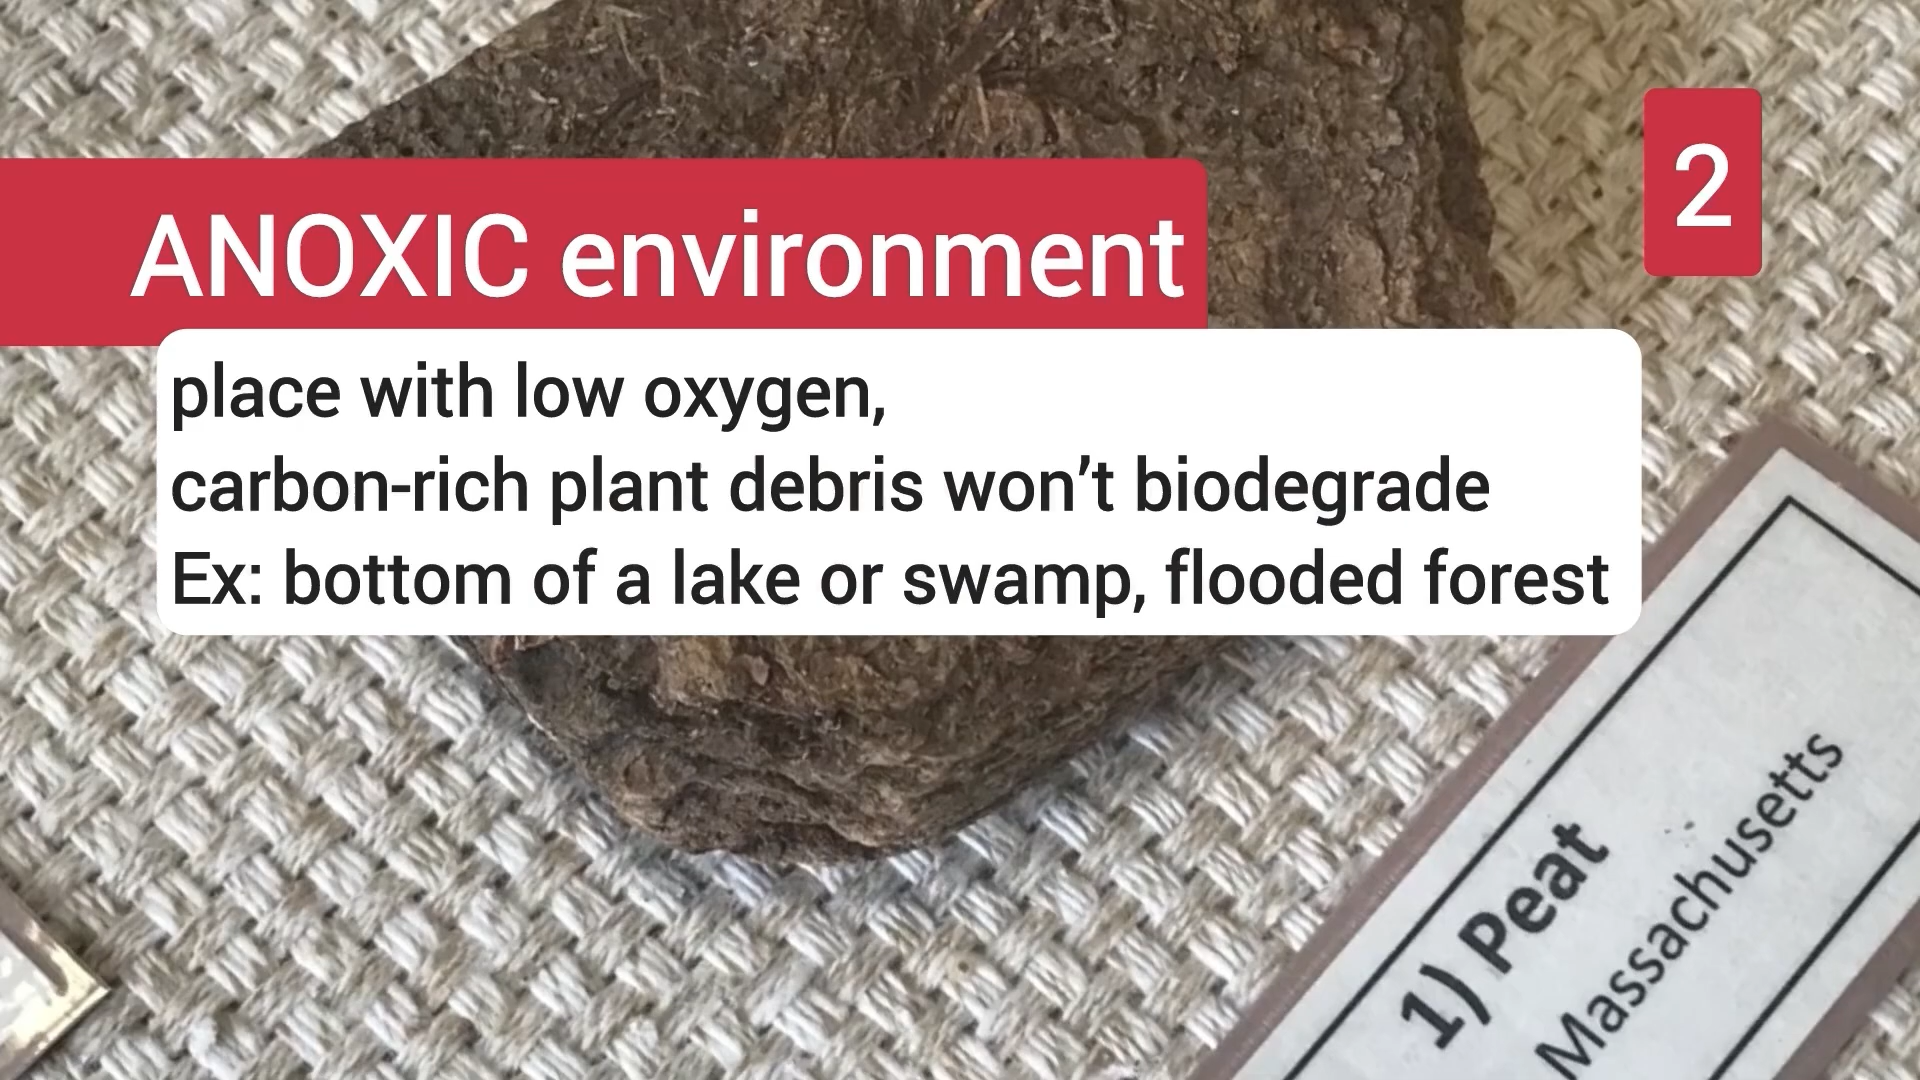 2
ANOXIC environment
place with low oxygen,
carbon-rich plant debris won’t biodegrade
Ex: bottom of a lake or swamp, flooded forest
1) Peat
Massachusetts